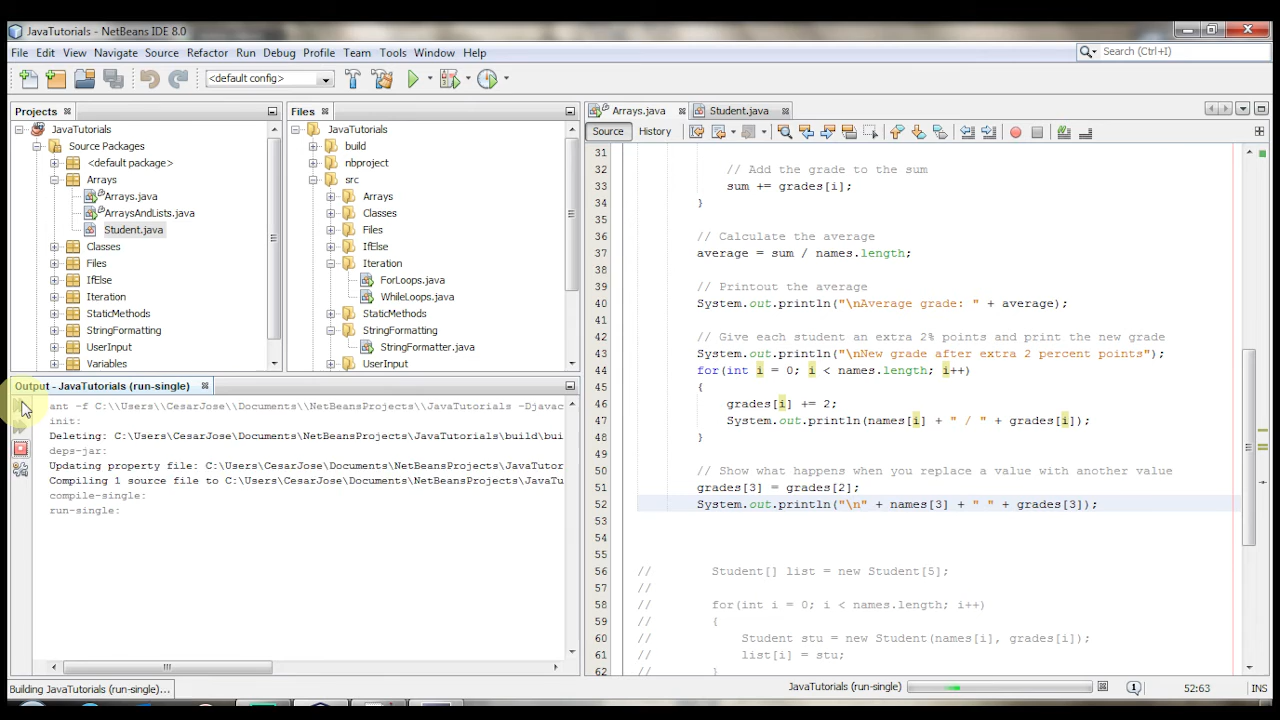 JavaTutorials - NetBeans IDE 8.0
File Edit View Navigate Source Refactor Run Debug Profile Team Tools Window Help
Search (Ctrl+I)
<default config>
Projects
JavaTutorials
Source Packages
<default package>
Arrays
Arrays.java
ArraysAndLists.java
Student.java
Classes
Files
IfElse
Iteration
StaticMethods
StringFormatting
UserInput
Variables
Files
JavaTutorials
build
nbproject
src
Arrays
Classes
Files
IfElse
Iteration
ForLoops.java
WhileLoops.java
StaticMethods
StringFormatting
StringFormatter.java
UserInput
Arrays.java Student.java
Source History
31
32 // Add the grade to the sum
33 sum += grades[i];
34 }
35
36 // Calculate the average
37 average = sum / names.length;
38
39 // Printout the average
40 System.out.println("\nAverage grade: " + average);
41
42 // Give each student an extra 2% points and print the new grade
43 System.out.println("\nNew grade after extra 2 percent points");
44 for(int i = 0; i < names.length; i++)
45 {
46 grades[i] += 2;
47 System.out.println(names[i] + " / " + grades[i]);
48 }
49
50 // Show what happens when you replace a value with another value
51 grades[3] = grades[2];
52 System.out.println("\n" + names[3] + " " + grades[3]);
53
54
55
56 // Student[] list = new Student[5];
57 //
58 // for(int i = 0; i < names.length; i++)
59 // {
60 // Student stu = new Student(names[i], grades[i]);
61 // list[i] = stu;
62 // }
Output - JavaTutorials (run-single)
ant -f C:\\Users\\CesarJose\\Documents\\NetBeansProjects\\JavaTutorials -Djavac
init:
Deleting: C:\Users\CesarJose\Documents\NetBeansProjects\JavaTutorials\build\bui
deps-jar:
Updating property file: C:\Users\CesarJose\Documents\NetBeansProjects\JavaTutor
Compiling 1 source file to C:\Users\CesarJose\Documents\NetBeansProjects\JavaTu
compile-single:
run-single:
Building JavaTutorials (run-single)...
JavaTutorials (run-single)
1
52:63
INS